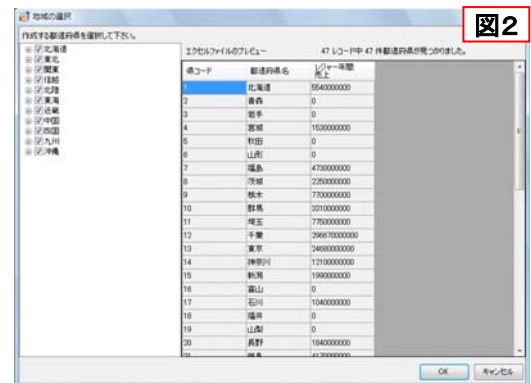 図2
地域の選択
作成する都道府県を選択して下さい。
北海道
東北
関東
信越
北陸
東海
近畿
中国
四国
九州
沖縄
エクセルファイルのプレビュー 47 レコード中 47 件都道府県が見つかりました。
県コード 都道府県名 レジャー年間売上
1 北海道 5540000000
2 青森 0
3 岩手 0
4 宮城 1530000000
5 秋田 0
6 山形 0
7 福島 4730000000
8 茨城 2250000000
9 栃木 7700000000
10 群馬 3310000000
11 埼玉 7750000000
12 千葉 296670000000
13 東京 24680000000
14 神奈川 12100000000
15 新潟 1990000000
16 富山 0
17 石川 1040000000
18 福井 0
19 山梨 0
20 長野 1840000000
21 岐阜 4170000000
OK キャンセル